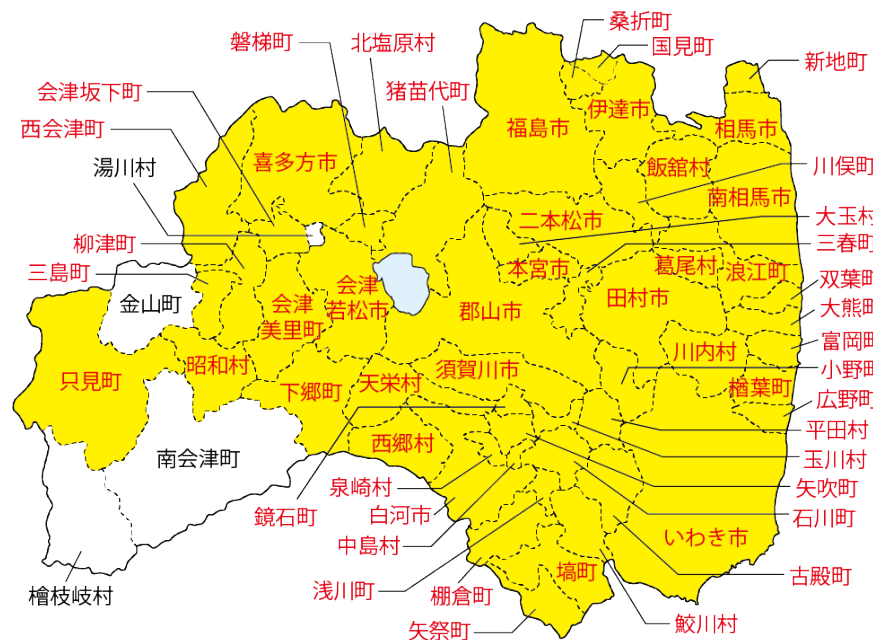 桑折町
磐梯町
北塩原村
国見町
新地町
会津坂下町
猪苗代町
伊達市
西会津町
福島市
相馬市
湯川村
喜多方市
飯舘村
川俣町
南相馬市
二本松市
大玉村
柳津町
三春町
三島町
本宮市
葛尾村
浪江町
双葉町
金山町
会津
若松市
会津
美里町
郡山市
田村市
大熊町
富岡町
川内村
昭和村
須賀川市
小野町
只見町
下郷町
天栄村
楢葉町
広野町
平田村
西郷村
南会津町
玉川村
泉崎村
矢吹町
鏡石町
白河市
石川町
中島村
いわき市
塙町
古殿町
浅川町
棚倉町
檜枝岐村
矢祭町
鮫川村